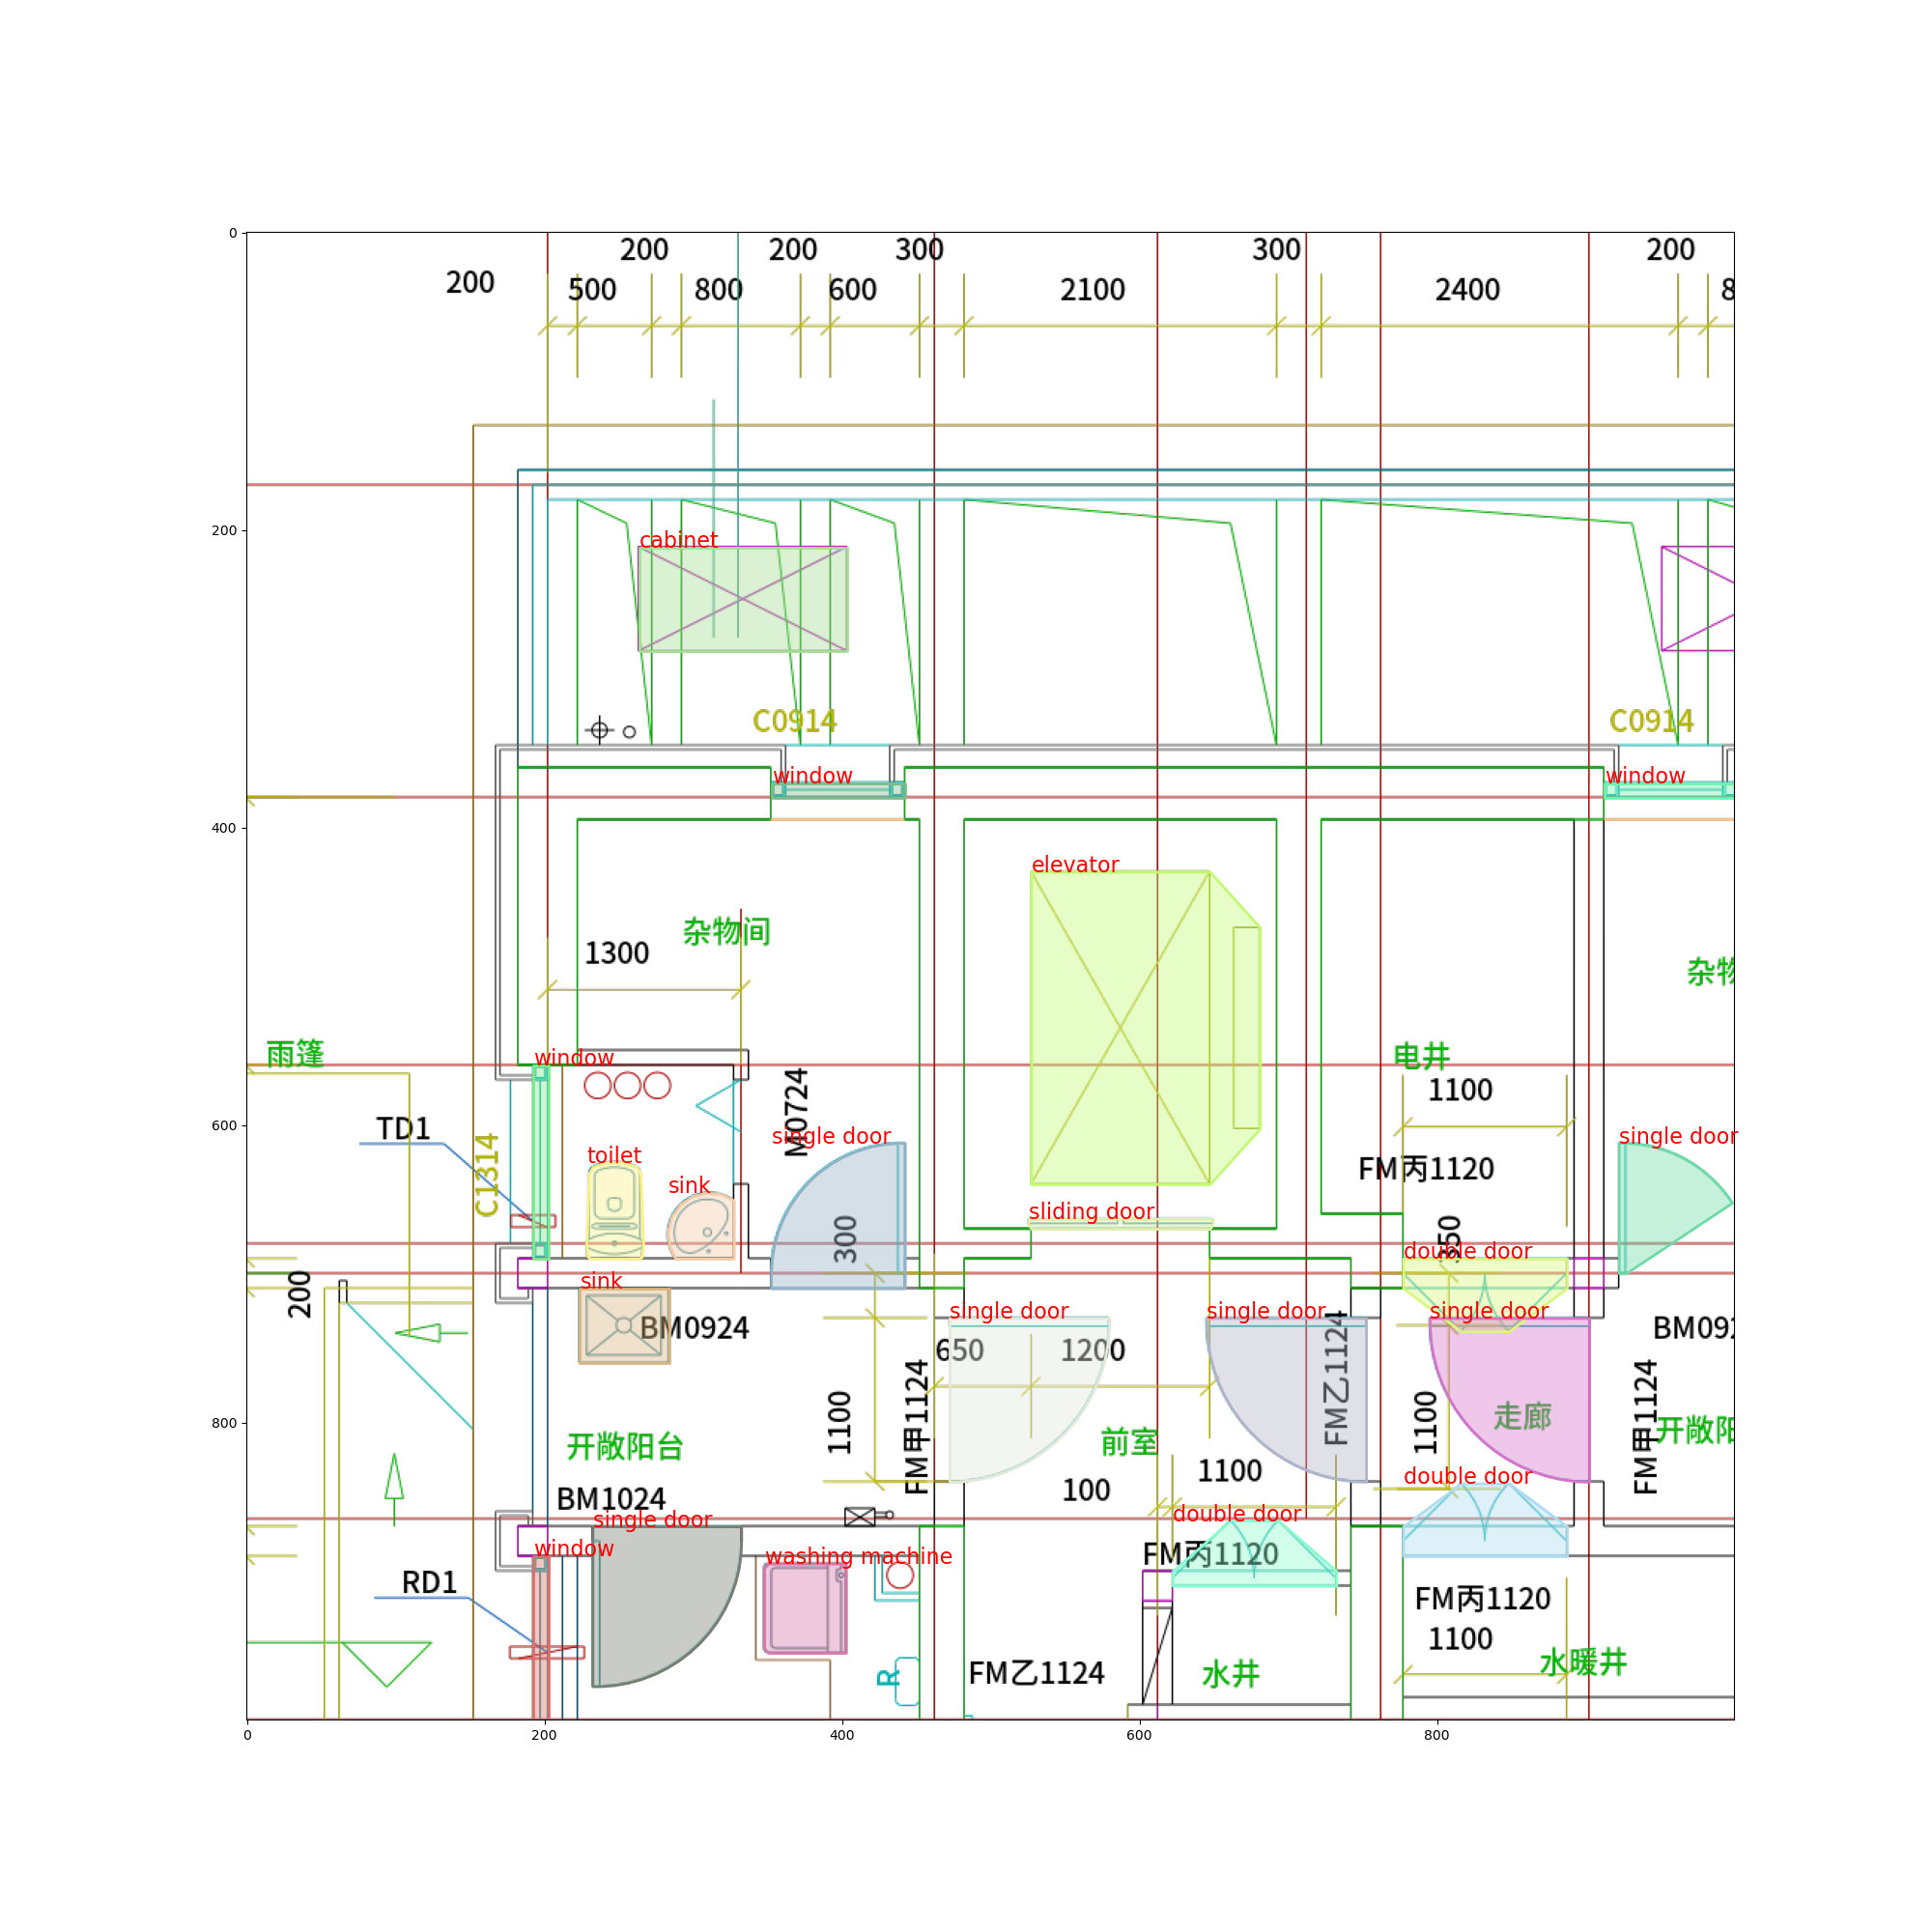 0
200
400
600
800
0
200
400
600
800
200
200
300
300
200
200
500
800
600
2100
2400
8
cabinet
C0914
C0914
window
window
elevator
杂物间
1300
杂物
雨篷
window
电井
1100
TD1
M0724
C1314
single door
single door
toilet
FM丙1120
sink
sliding door
300
350
double door
200
sink
BM0924
single door
single door
single door
BM092
650
1200
FM乙1124
1100
FM甲1124
1100
走廊
FM甲1124
开敞阳台
前室
开敞阳
1100
double door
100
BM1024
single door
double door
window
washing machine
FM丙1120
RD1
FM丙1120
1100
R
FM乙1124
水井
水暖井